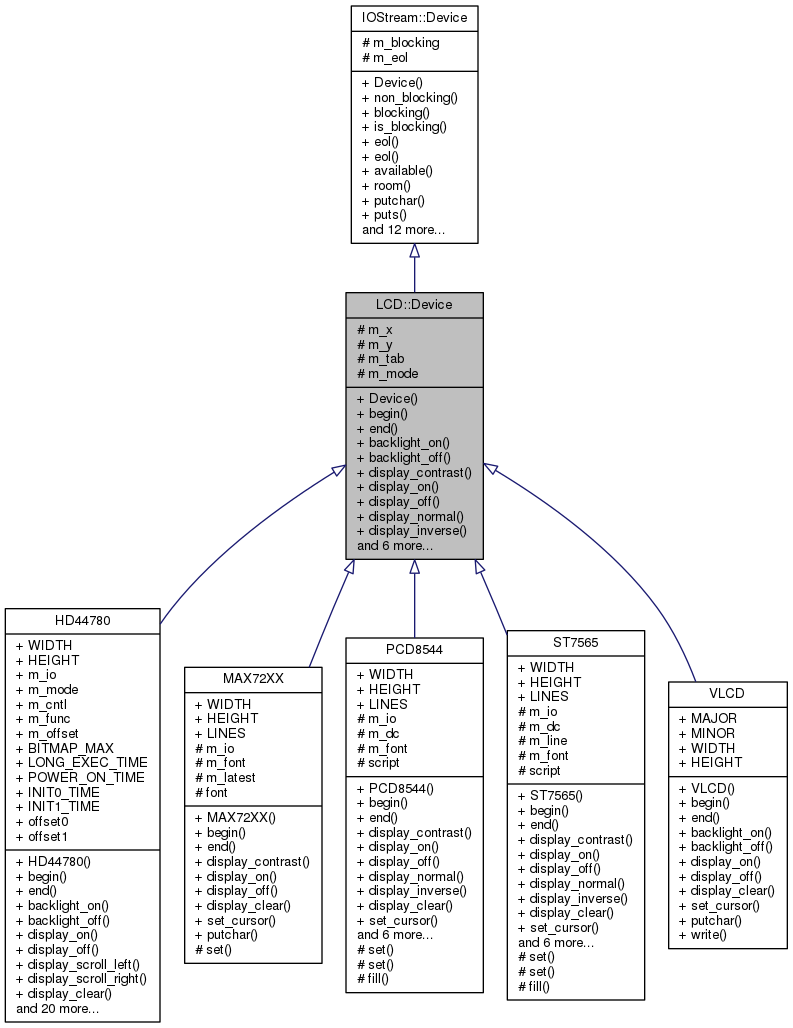 IOStream::Device
# m_blocking
# m_eol
+ Device()
+ non_blocking()
+ blocking()
+ is_blocking()
+ eol()
+ eol()
+ available()
+ room()
+ putchar()
+ puts()
and 12 more...
LCD::Device
# m_x
# m_y
# m_tab
# m_mode
+ Device()
+ begin()
+ end()
+ backlight_on()
+ backlight_off()
+ display_contrast()
+ display_on()
+ display_off()
+ display_normal()
+ display_inverse()
and 6 more...
HD44780
+ WIDTH
+ HEIGHT
+ m_io
+ m_mode
+ m_cntl
+ m_func
+ m_offset
+ BITMAP_MAX
+ LONG_EXEC_TIME
+ POWER_ON_TIME
+ INIT0_TIME
+ INIT1_TIME
+ offset0
+ offset1
+ HD44780()
+ begin()
+ end()
+ backlight_on()
+ backlight_off()
+ display_on()
+ display_off()
+ display_scroll_left()
+ display_scroll_right()
+ display_clear()
and 20 more...
MAX72XX
+ WIDTH
+ HEIGHT
+ LINES
# m_io
# m_font
# m_latest
# font
+ MAX72XX()
+ begin()
+ end()
+ display_contrast()
+ display_on()
+ display_off()
+ display_clear()
+ set_cursor()
+ putchar()
# set()
PCD8544
+ WIDTH
+ HEIGHT
+ LINES
# m_io
# m_dc
# m_font
# script
+ PCD8544()
+ begin()
+ end()
+ display_contrast()
+ display_on()
+ display_off()
+ display_normal()
+ display_inverse()
+ display_clear()
+ set_cursor()
and 6 more...
# set()
# set()
# fill()
ST7565
+ WIDTH
+ HEIGHT
+ LINES
# m_io
# m_dc
# m_line
# m_font
# script
+ ST7565()
+ begin()
+ end()
+ display_contrast()
+ display_on()
+ display_off()
+ display_normal()
+ display_inverse()
+ display_clear()
+ set_cursor()
and 6 more...
# set()
# set()
# fill()
VLCD
+ MAJOR
+ MINOR
+ WIDTH
+ HEIGHT
+ VLCD()
+ begin()
+ end()
+ backlight_on()
+ backlight_off()
+ display_on()
+ display_off()
+ display_clear()
+ set_cursor()
+ putchar()
+ write()